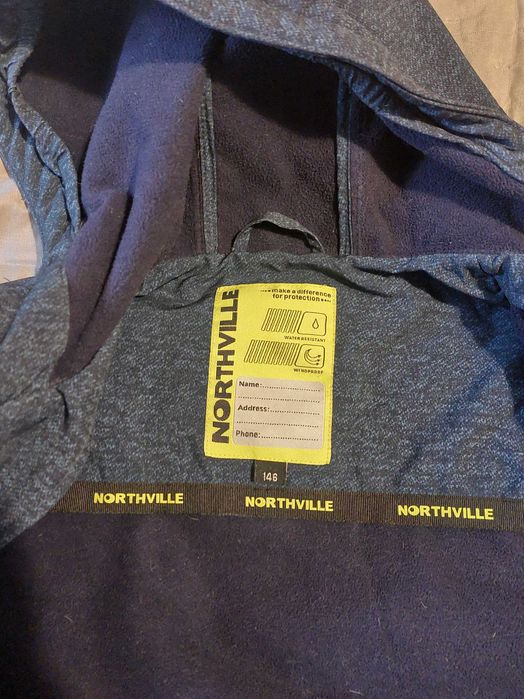 NORTHVILLE
...make a difference
for protection...
WATER RESISTANT
WINDPROOF
Name:
Address:
Phone:
146
NORTHVILLE
NORTHVILLE
NORTHVILLE